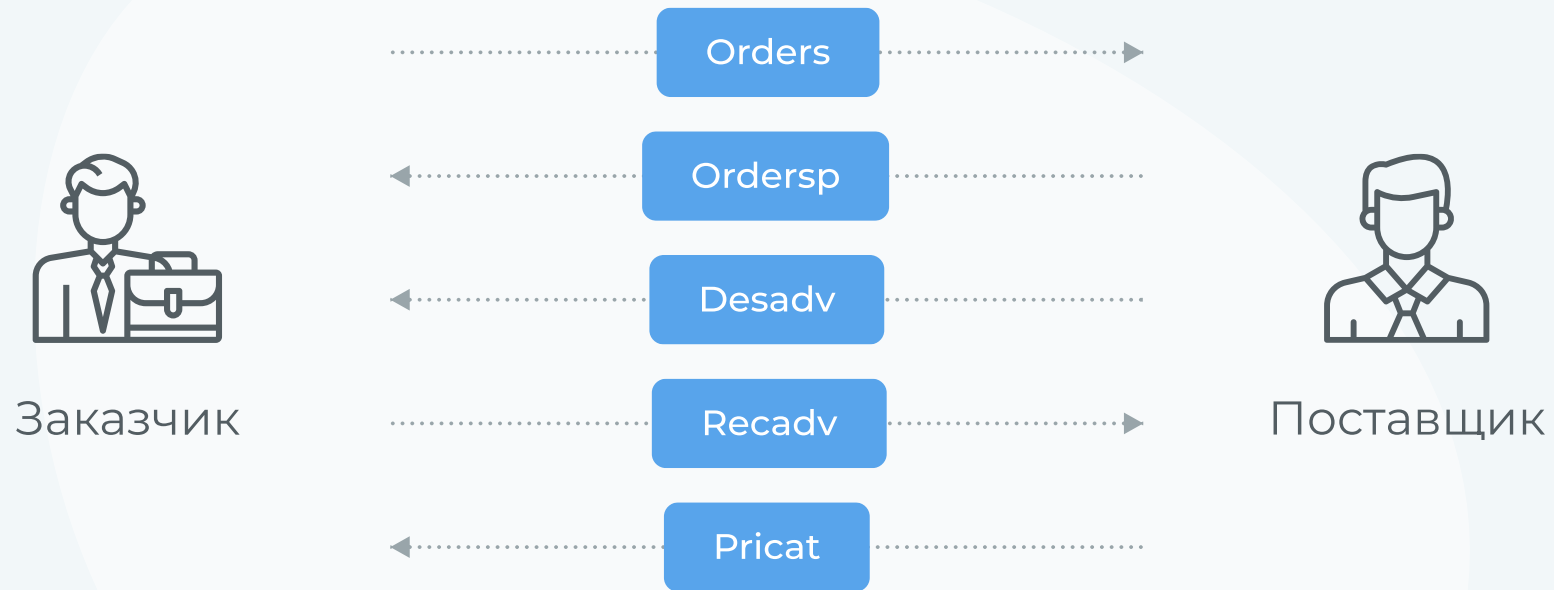 Orders
Ordersp
Desadv
Recadv
Pricat
Заказчик
Поставщик